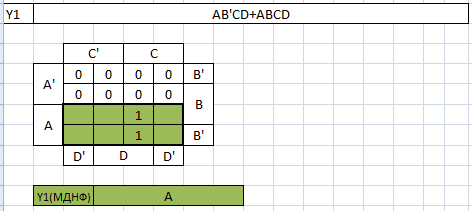 Y1 AB'CD+ABCD
C' C
A' 0 0 0 0 B'
0 0 0 0 B
A 1
1 B'
D' D D'
Y1(МДНФ) A